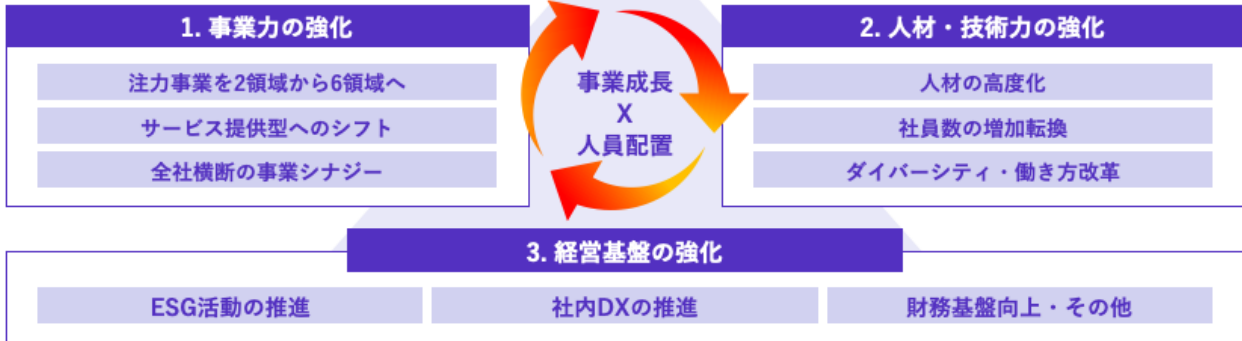 1. 事業力の強化
注力事業を2領域から6領域へ
サービス提供型へのシフト
全社横断の事業シナジー
事業成長
X
人員配置
2. 人材・技術力の強化
人材の高度化
社員数の増加転換
ダイバーシティ・働き方改革
3. 経営基盤の強化
ESG活動の推進
社内DXの推進
財務基盤向上・その他